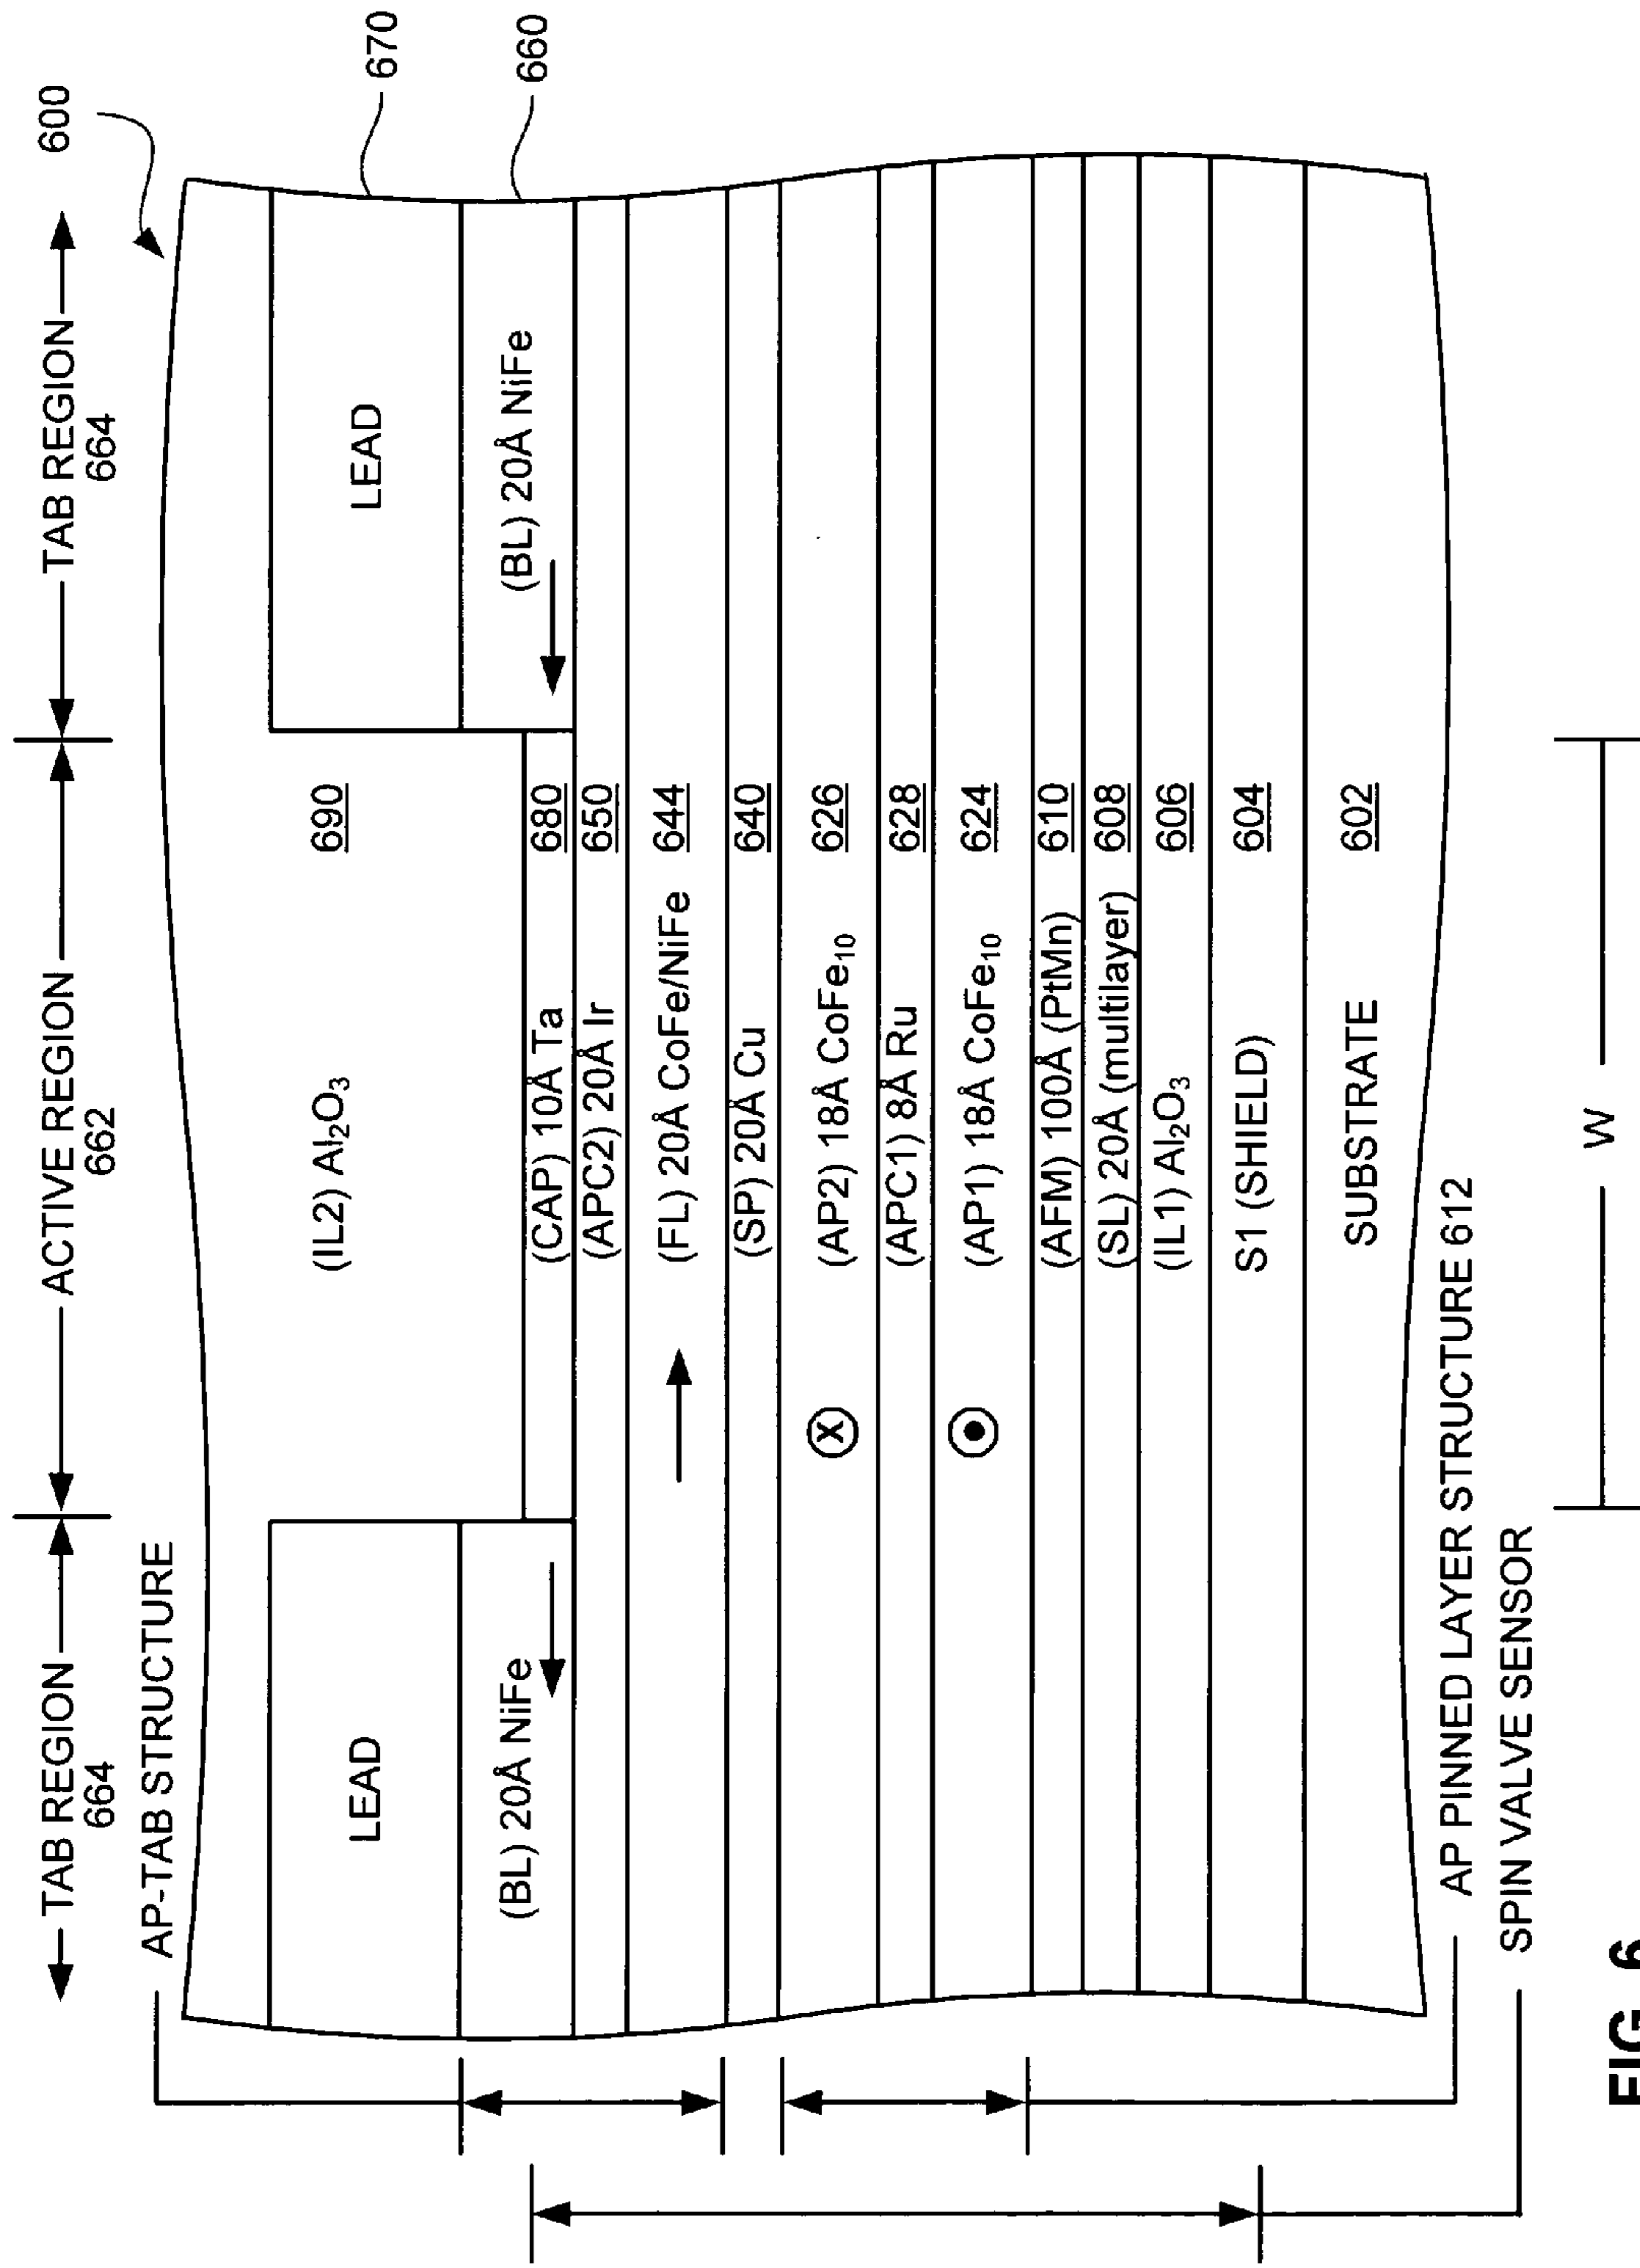 600
TAB REGION
664
ACTIVE REGION
662
TAB REGION
664
AP-TAB STRUCTURE
670
660
LEAD
LEAD
(IL2) Al₂O₃ 690
(BL) 20Å NiFe
(BL) 20Å NiFe
(CAP) 10Å Ta 680
(APC2) 20Å Ir 650
(FL) 20Å CoFe/NiFe 644
(SP) 20Å Cu 640
X (AP2) 18Å CoFe₁₀ 626
(APC1) 8Å Ru 628
(AP1) 18Å CoFe₁₀ 624
(AFM) 100Å (PtMn) 610
(SL) 20Å (multilayer) 608
(IL1) Al₂O₃ 606
S1 (SHIELD) 604
SUBSTRATE 602
AP PINNED LAYER STRUCTURE 612
SPIN VALVE SENSOR
W
FIG. 6